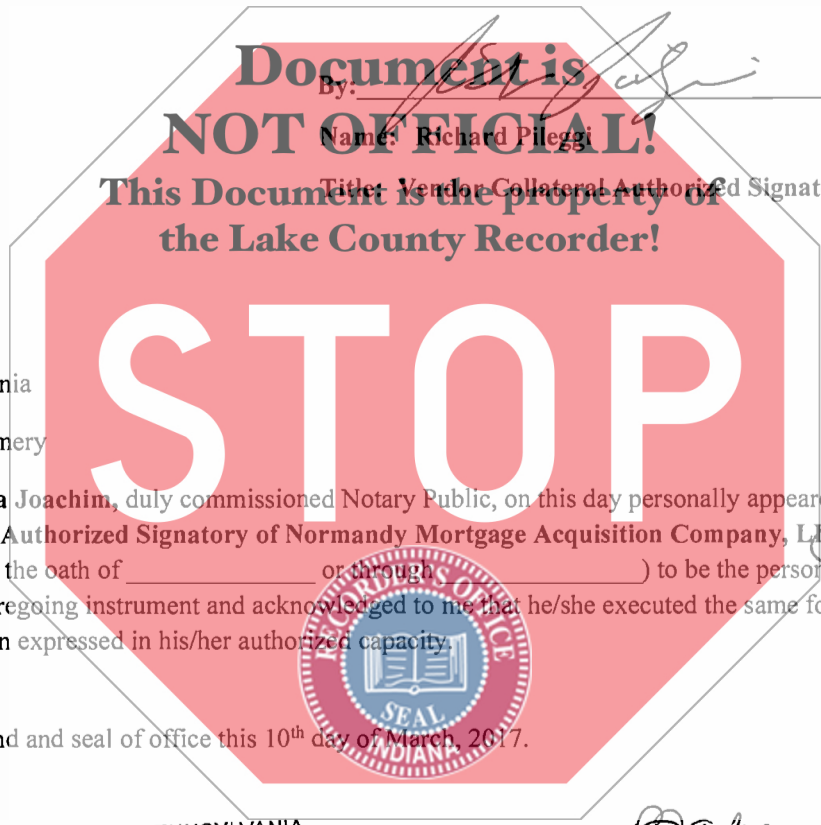 Document is
By:
NOT OFFICIAL!
Name: Richard Pileggi
This Document is the property of
Title: Vendor Collateral Authorized Signat
the Lake County Recorder!
STOP
nia
mery
a Joachim, duly commissioned Notary Public, on this day personally appear
Authorized Signatory of Normandy Mortgage Acquisition Company, L
the oath of ________________ or through ________________) to be the perso
regoing instrument and acknowledged to me that he/she executed the same fo
n expressed in his/her authorized capacity.
RECORDER'S OFFICE
SEAL
INDIANA
nd and seal of office this 10th day of March, 2017.